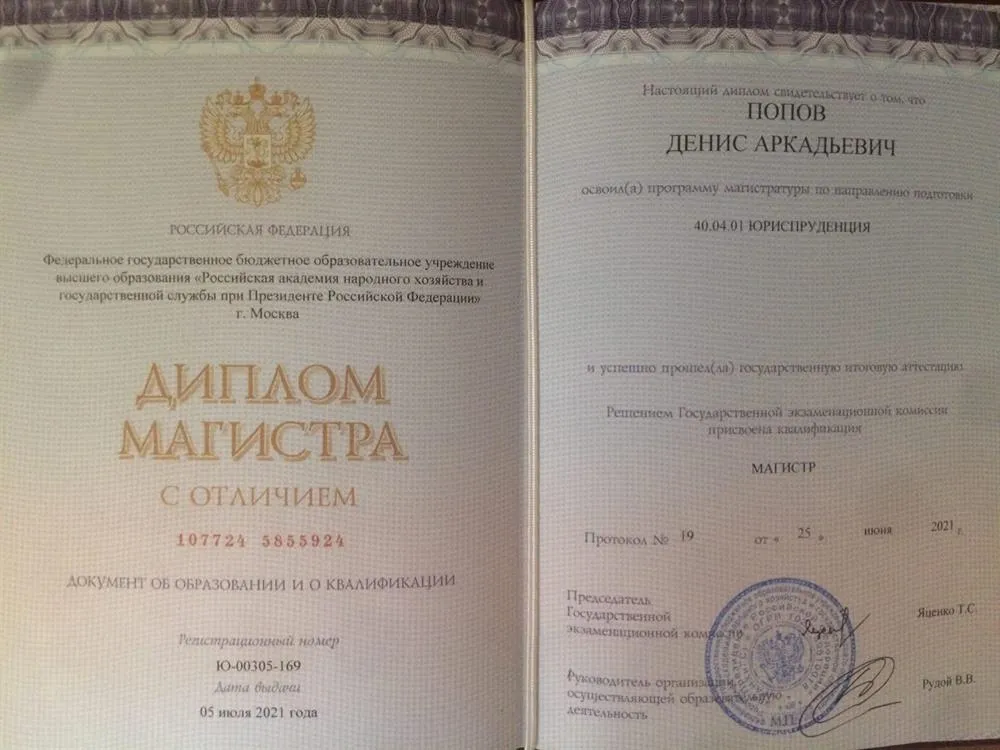 РОССИЙСКАЯ ФЕДЕРАЦИЯ
Федеральное государственное бюджетное образовательное учреждение
высшего образования «Российская академия народного хозяйства и
государственной службы при Президенте Российской Федерации»
г. Москва
ДИПЛОМ
МАГИСТРА
С ОТЛИЧИЕМ
107724 5855924
ДОКУМЕНТ ОБ ОБРАЗОВАНИИ И О КВАЛИФИКАЦИИ
Регистрационный номер
Ю-00305-169
Дата выдачи
05 июля 2021 года
Настоящий диплом свидетельствует о том, что
ПОПОВ
ДЕНИС АРКАДЬЕВИЧ
освоил(а) программу магистратуры по направлению подготовки
40.04.01 ЮРИСПРУДЕНЦИЯ
и успешно прошел(ла) государственную итоговую аттестацию
Решением Государственной экзаменационной комиссии
присвоена квалификация
МАГИСТР
Протокол № 19 от « 25 » июня 2021 г.
Председатель
Государственной
экзаменационной комиссии
Яценко Т.С.
Руководитель организации,
осуществляющей образовательную
деятельность
Рудой В.В.
М.П.